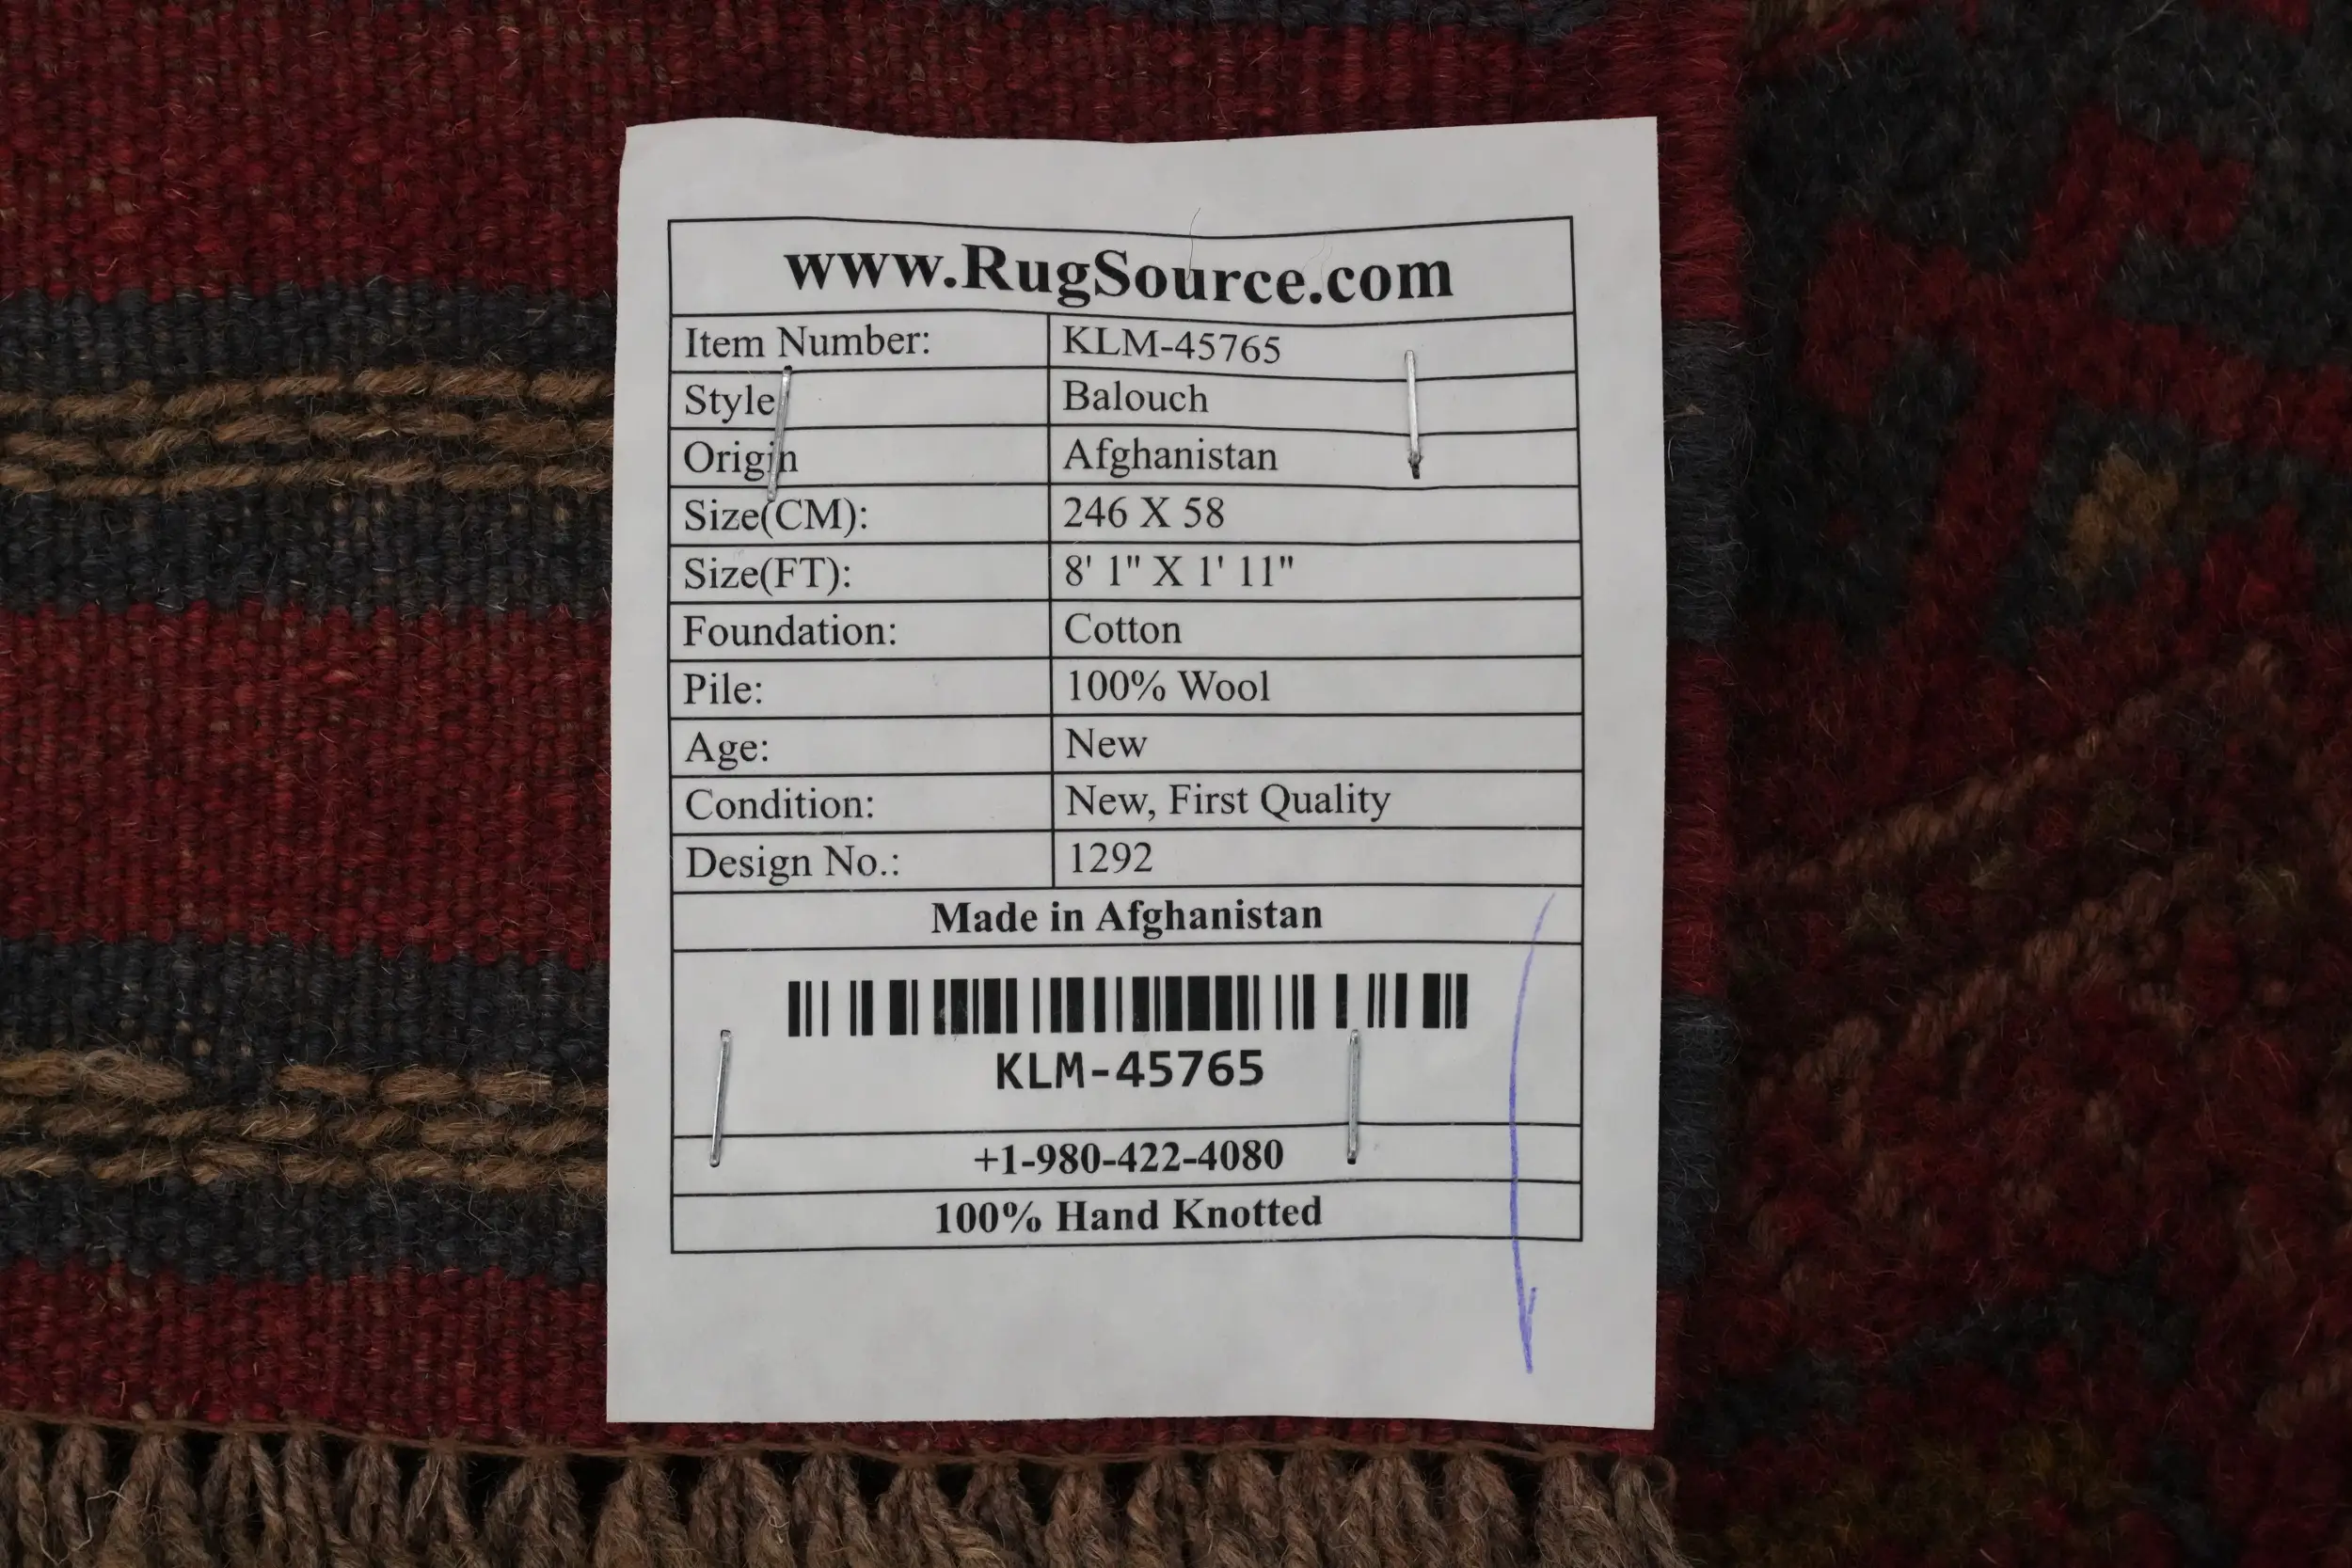 www.RugSource.com
Item Number: KLM-45765
Style Balouch
Origin Afghanistan
Size(CM): 246 X 58
Size(FT): 8' 1" X 1' 11"
Foundation: Cotton
Pile: 100% Wool
Age: New
Condition: New, First Quality
Design No.: 1292
Made in Afghanistan
KLM-45765
+1-980-422-4080
100% Hand Knotted